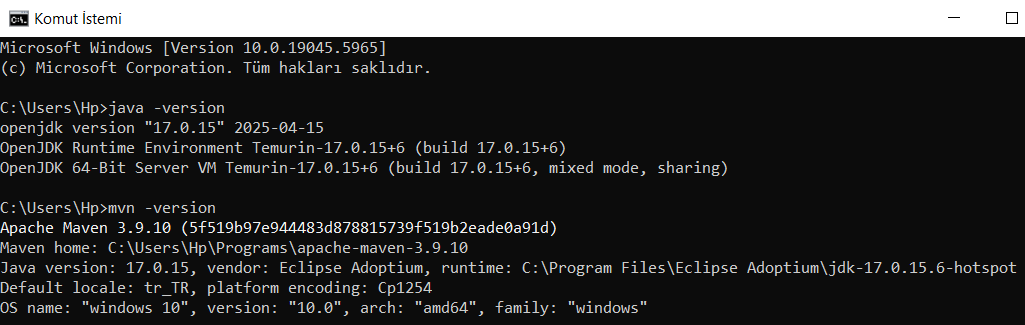 Komut İstemi
Microsoft Windows [Version 10.0.19045.5965]
(c) Microsoft Corporation. Tüm hakları saklıdır.
C:\Users\Hp>java -version
openjdk version "17.0.15" 2025-04-15
OpenJDK Runtime Environment Temurin-17.0.15+6 (build 17.0.15+6)
OpenJDK 64-Bit Server VM Temurin-17.0.15+6 (build 17.0.15+6, mixed mode, sharing)
C:\Users\Hp>mvn -version
Apache Maven 3.9.10 (5f519b97e944483d878815739f519b2eade0a91d)
Maven home: C:\Users\Hp\Programs\apache-maven-3.9.10
Java version: 17.0.15, vendor: Eclipse Adoptium, runtime: C:\Program Files\Eclipse Adoptium\jdk-17.0.15.6-hotspot
Default locale: tr_TR, platform encoding: Cp1254
OS name: "windows 10", version: "10.0", arch: "amd64", family: "windows"